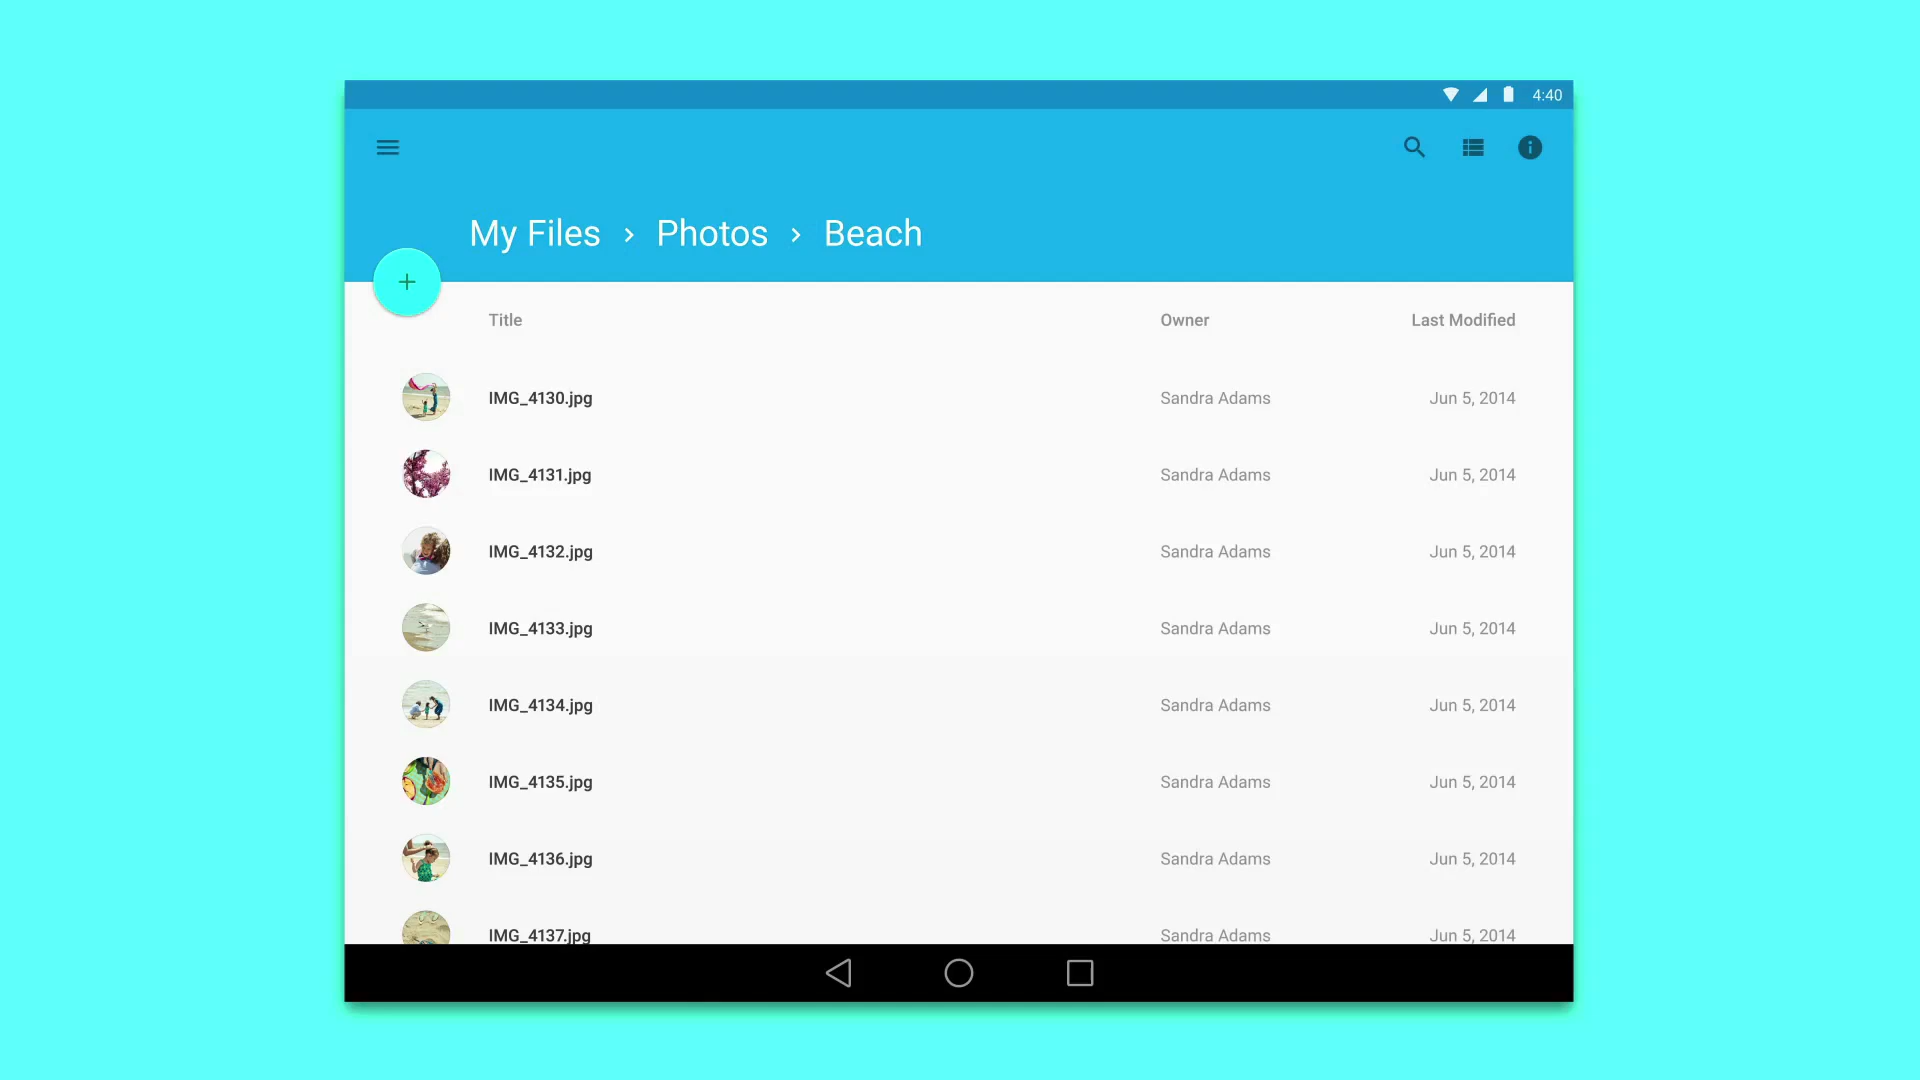 4:40
My Files › Photos › Beach
Title Owner Last Modified
IMG_4130.jpg Sandra Adams Jun 5, 2014
IMG_4131.jpg Sandra Adams Jun 5, 2014
IMG_4132.jpg Sandra Adams Jun 5, 2014
IMG_4133.jpg Sandra Adams Jun 5, 2014
IMG_4134.jpg Sandra Adams Jun 5, 2014
IMG_4135.jpg Sandra Adams Jun 5, 2014
IMG_4136.jpg Sandra Adams Jun 5, 2014
IMG_4137.jpg Sandra Adams Jun 5, 2014